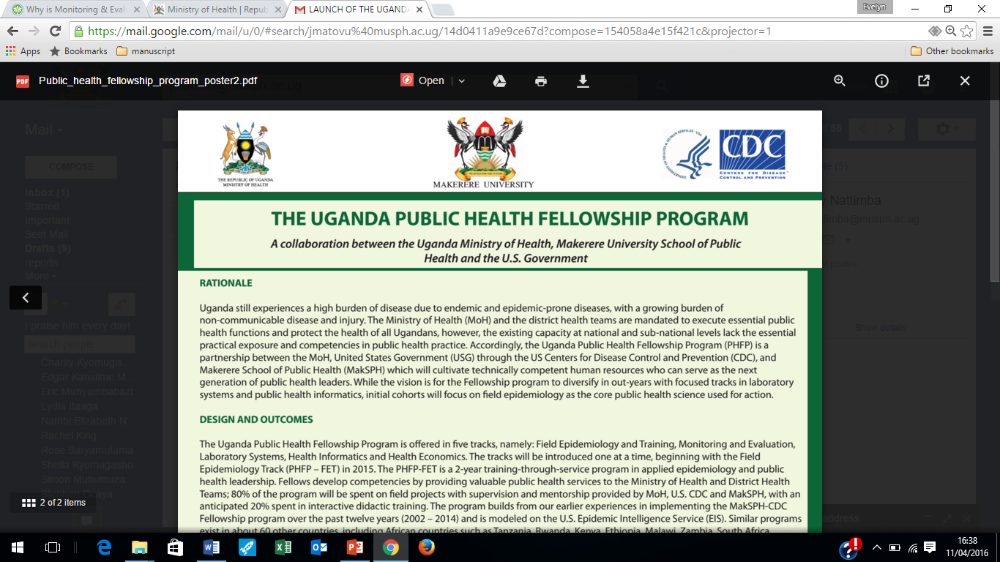 Why is Monitoring & Eval
Ministry of Health | Repub
LAUNCH OF THE UGANDA
Evelyn
https://mail.google.com/mail/u/0/#search/jmatovu%40musph.ac.ug/14d0411a9e9ce67d?compose=154058a4e15f421c&projector=1
Apps
Bookmarks
manuscript
Other bookmarks
PDF
Public_health_fellowship_program_poster2.pdf
Open
Mail
COMPOSE
Inbox (1)
Starred
Important
Sent Mail
Drafts (9)
reports
More
I praise him every day!
Search people...
Charity Kyomugis
Edgar Kansiime M...
Eric Munyambabazi
Lydia Ifaaga
Nambi Elizabeth N...
Rachel King
Rose Baryamutuma
Sheila Kyomugasho
Simon Muhumuza
Stephen Ocaya
2 of 2 items
THE REPUBLIC OF UGANDA
MINISTRY OF HEALTH
MAKERERE UNIVERSITY
DEPARTMENT OF HEALTH & HUMAN SERVICES • USA
CDC
CENTERS FOR DISEASE
CONTROL AND PREVENTION
THE UGANDA PUBLIC HEALTH FELLOWSHIP PROGRAM
A collaboration between the Uganda Ministry of Health, Makerere University School of Public
Health and the U.S. Government
RATIONALE
Uganda still experiences a high burden of disease due to endemic and epidemic-prone diseases, with a growing burden of
non-communicable disease and injury. The Ministry of Health (MoH) and the district health teams are mandated to execute essential public
health functions and protect the health of all Ugandans, however, the existing capacity at national and sub-national levels lack the essential
practical exposure and competencies in public health practice. Accordingly, the Uganda Public Health Fellowship Program (PHFP) is a
partnership between the MoH, United States Government (USG) through the US Centers for Disease Control and Prevention (CDC), and
Makerere School of Public Health (MakSPH) which will cultivate technically competent human resources who can serve as the next
generation of public health leaders. While the vision is for the Fellowship program to diversify in out-years with focused tracks in laboratory
systems and public health informatics, initial cohorts will focus on field epidemiology as the core public health science used for action.
DESIGN AND OUTCOMES
The Uganda Public Health Fellowship Program is offered in five tracks, namely: Field Epidemiology and Training, Monitoring and Evaluation,
Laboratory Systems, Health Informatics and Health Economics. The tracks will be introduced one at a time, beginning with the Field
Epidemiology Track (PHFP – FET) in 2015. The PHFP-FET is a 2-year training-through-service program in applied epidemiology and public
health leadership. Fellows develop competencies by providing valuable public health services to the Ministry of Health and District Health
Teams; 80% of the program will be spent on field projects with supervision and mentorship provided by MoH, U.S. CDC and MakSPH, with an
anticipated 20% spent in interactive didactic training. The program builds from our earlier experiences in implementing the MakSPH-CDC
Fellowship program over the past twelve years (2002 – 2014) and is modeled on the U.S. Epidemic Intelligence Service (EIS). Similar programs
exist in about 60 other countries, including African countries such as Tanzania, Rwanda, Kenya, Ethiopia, Malawi, Zambia, South Africa
55
(5)
Nattimba
timba@musph.ac.ug
photos
Show details
address
16:38
11/04/2016